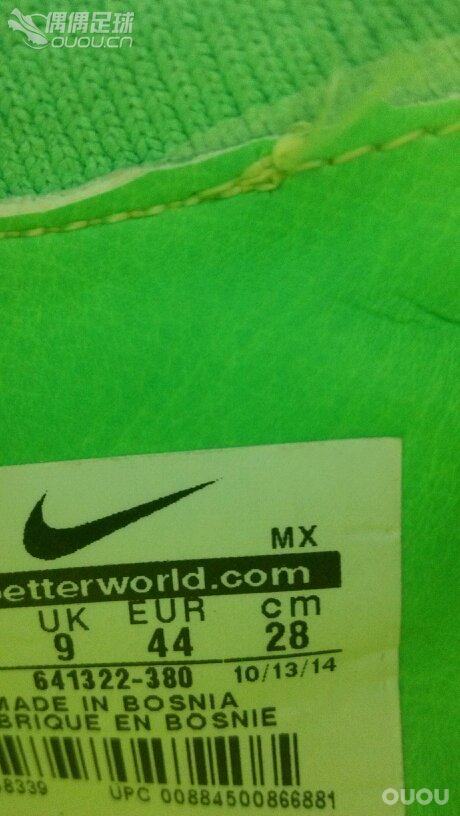 偶偶足球
OUOU.CN
MX
betterworld.com
UK EUR cm
9 44 28
641322-380 10/13/14
MADE IN BOSNIA
BRIQUE EN BOSNIE
8339 UPC 00884500866881
OUOU